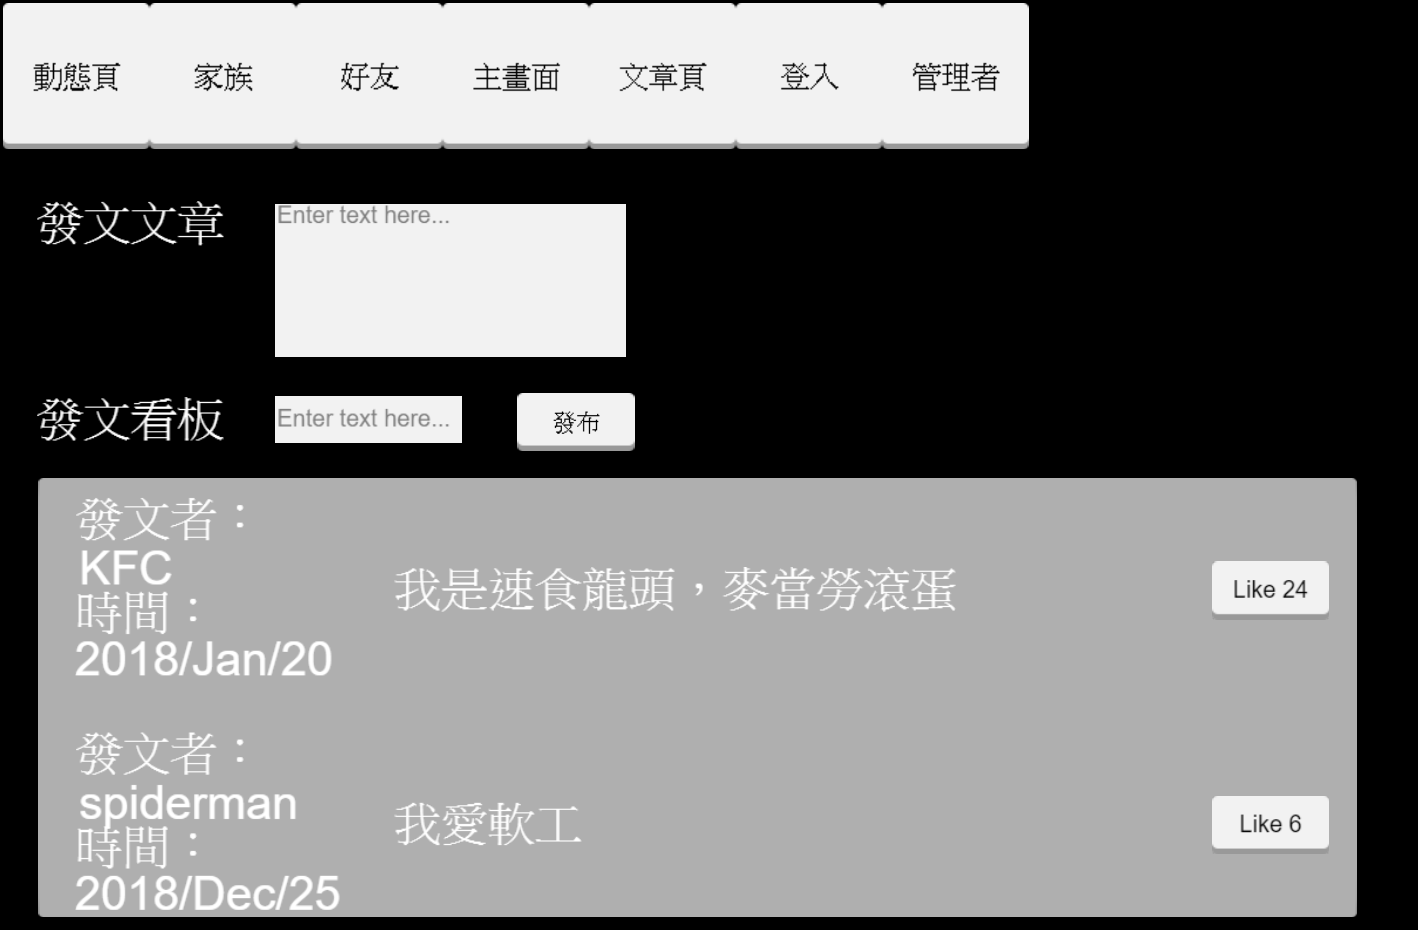 動態頁 家族 好友 主畫面 文章頁 登入 管理者
發文文章
Enter text here...
發文看板
Enter text here...
發布
發文者：
KFC
時間：
2018/Jan/20
我是速食龍頭，麥當勞滾蛋
Like 24
發文者：
spiderman
時間：
2018/Dec/25
我愛軟工
Like 6